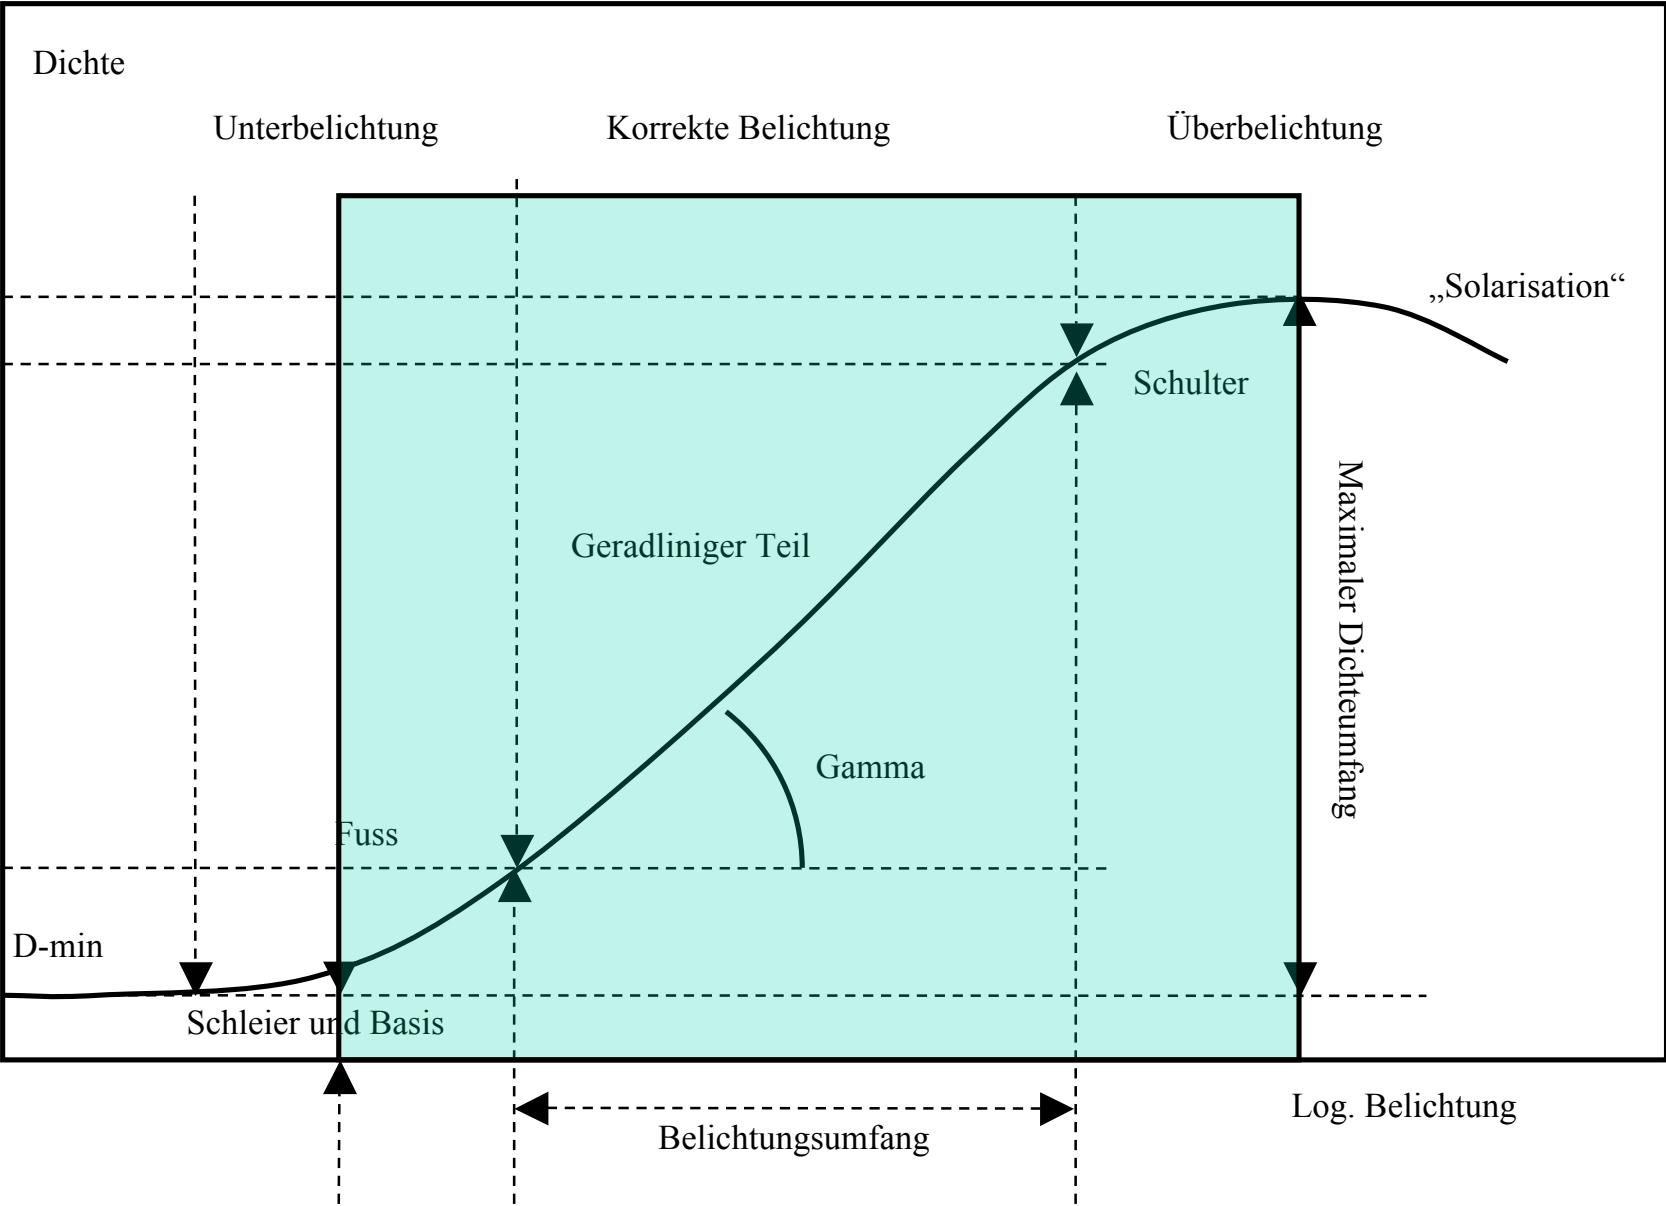 Dichte
Unterbelichtung
Korrekte Belichtung
Überbelichtung
„Solarisation“
Schulter
Maximaler Dichteumfang
Geradliniger Teil
Gamma
Fuss
D-min
Schleier und Basis
Log. Belichtung
Belichtungsumfang